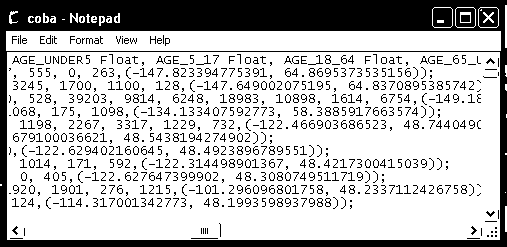 coba - Notepad
File Edit Format View Help
AGE_UNDER5 Float, AGE_5_17 Float, AGE_18_64 Float, AGE_65_U
, 555, 0, 263,(-147.823394775391, 64.8695373535156));
3245, 1700, 1100, 128,(-147.649002075195, 64.8370895385742)
0, 528, 39203, 9814, 6248, 18983, 10898, 1614, 6754,(-149.18
.068, 175, 1098,(-134.133407592773, 58.3885917663574));
1198, 2267, 3317, 1229, 732,(-122.466903686523, 48.7440490
679100036621, 48.5438194274902));
),(-122.629402160645, 48.4923896789551));
1014, 171, 592,(-122.314498901367, 48.4217300415039));
0, 405,(-122.627647399902, 48.3080749511719));
.920, 1901, 276, 1215,(-101.296096801758, 48.2337112426758))
124,(-114.317001342773, 48.1993598937988));